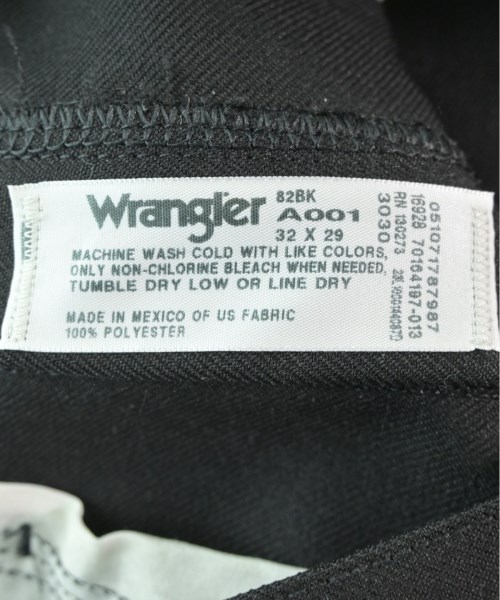 Wrangler
82BK
A001
32 X 29
MACHINE WASH COLD WITH LIKE COLORS,
ONLY NON-CHLORINE BLEACH WHEN NEEDED,
TUMBLE DRY LOW OR LINE DRY
MADE IN MEXICO OF US FABRIC
100% POLYESTER
051071787987
16928 70164197-013
RN 130273
3030